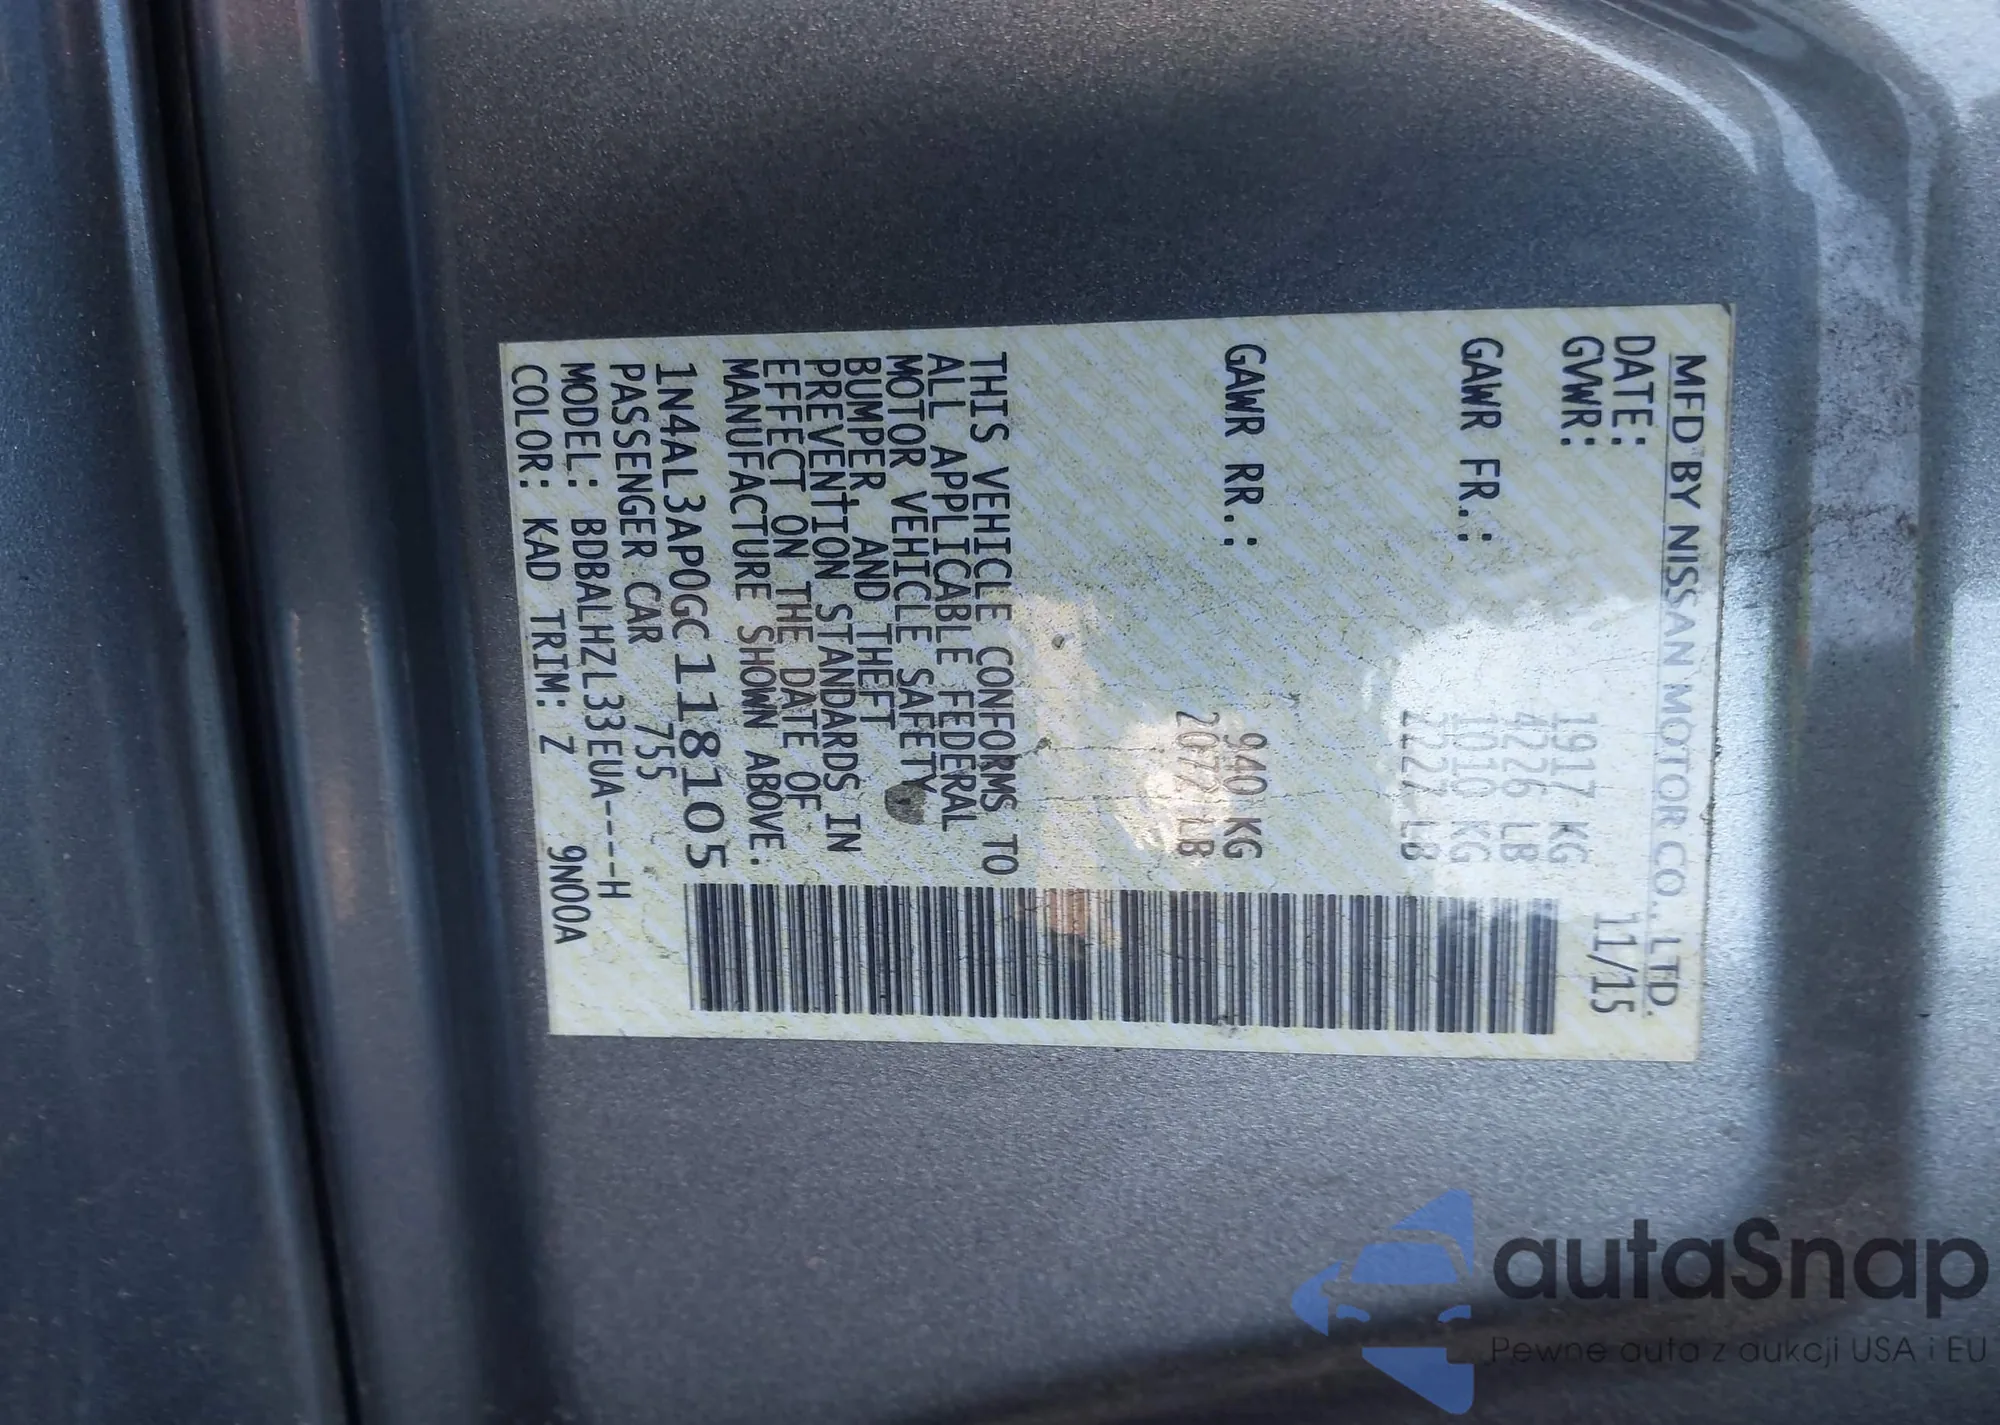 MFD BY NISSAN MOTOR CO., LTD.
DATE: 11/15
GVWR: 1917 KG
4226 LB
GAWR FR.: 1010 KG
2227 LB
GAWR RR.: 940 KG
2072 LB
THIS VEHICLE CONFORMS TO
ALL APPLICABLE FEDERAL
MOTOR VEHICLE SAFETY
BUMPER, AND THEFT
PREVENTION STANDARDS IN
EFFECT ON THE DATE OF
MANUFACTURE SHOWN ABOVE.
1N4AL3AP0GC118105
PASSENGER CAR 755
MODEL: BDBALHZL33EUA----H
COLOR: KAD TRIM: Z 9N00A
autaSnap
Pewne auta z aukcji USA i EU